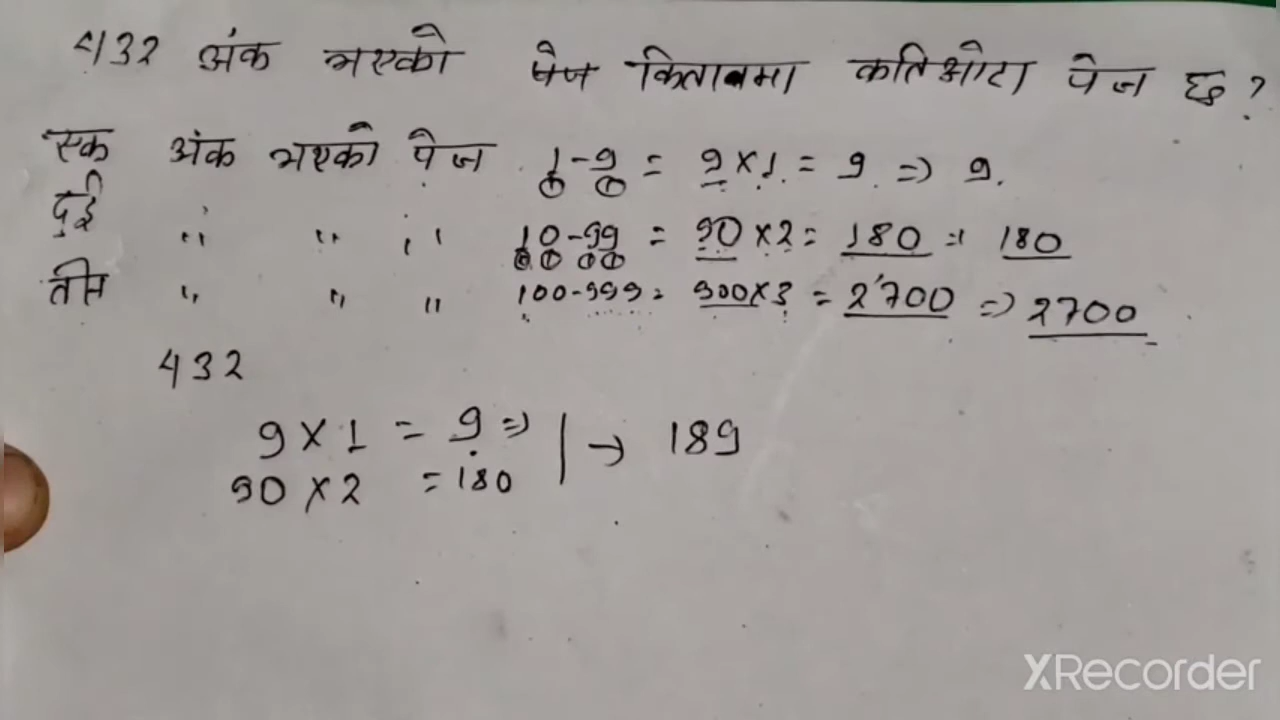 432 अंक भएको पेज किताबमा कतिओटा पेज छ ?
एक अंक भएको पेज 1-9 = 9×1 = 9 => 9.
दुई " " " 10-99 = 90×2 = 180 = 180
तीन " " " 100-999 = 900×3 = 2700 => 2700
432
9×1 = 9 =>
90×2 = 180 | → 189
XRecorder